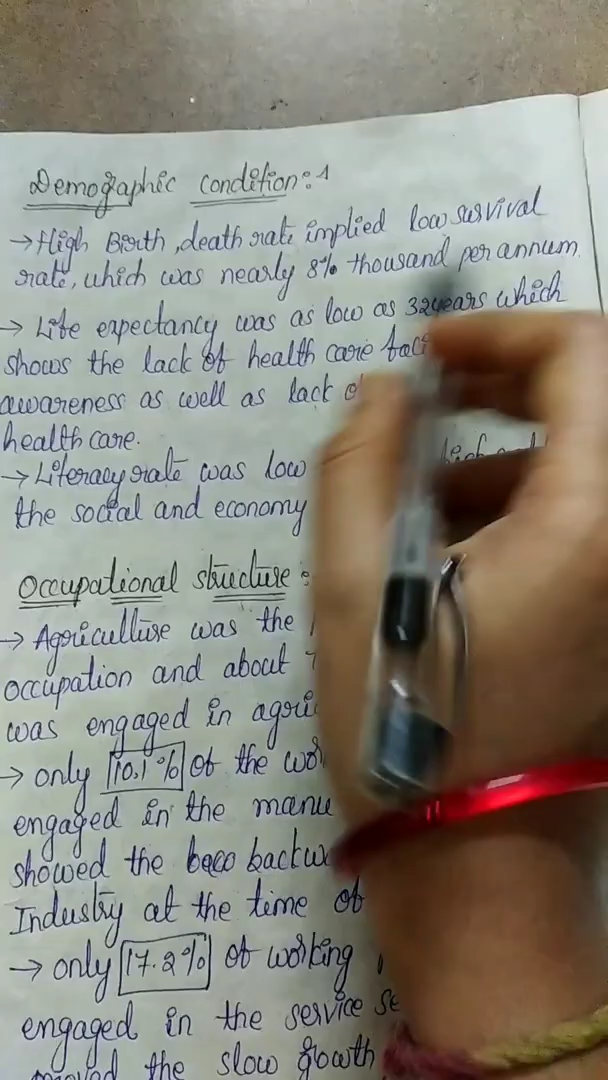 Demographic condition:-
→ High Birth, death rate implied low survival
rate, which was nearly 8% thousand per annum.
→ Life expectancy was as low as 32 years which
shows the lack of health care
awareness as well as lack
health care.
→ Literacy rate was low
the social and economy
Occupational structure:
→ Agriculture was the
occupation and about
was engaged in
→ only 10.1% of the
engaged in the
showed the
Industry at the time of
→ only 17.2% of working
engaged in the service
the slow growth